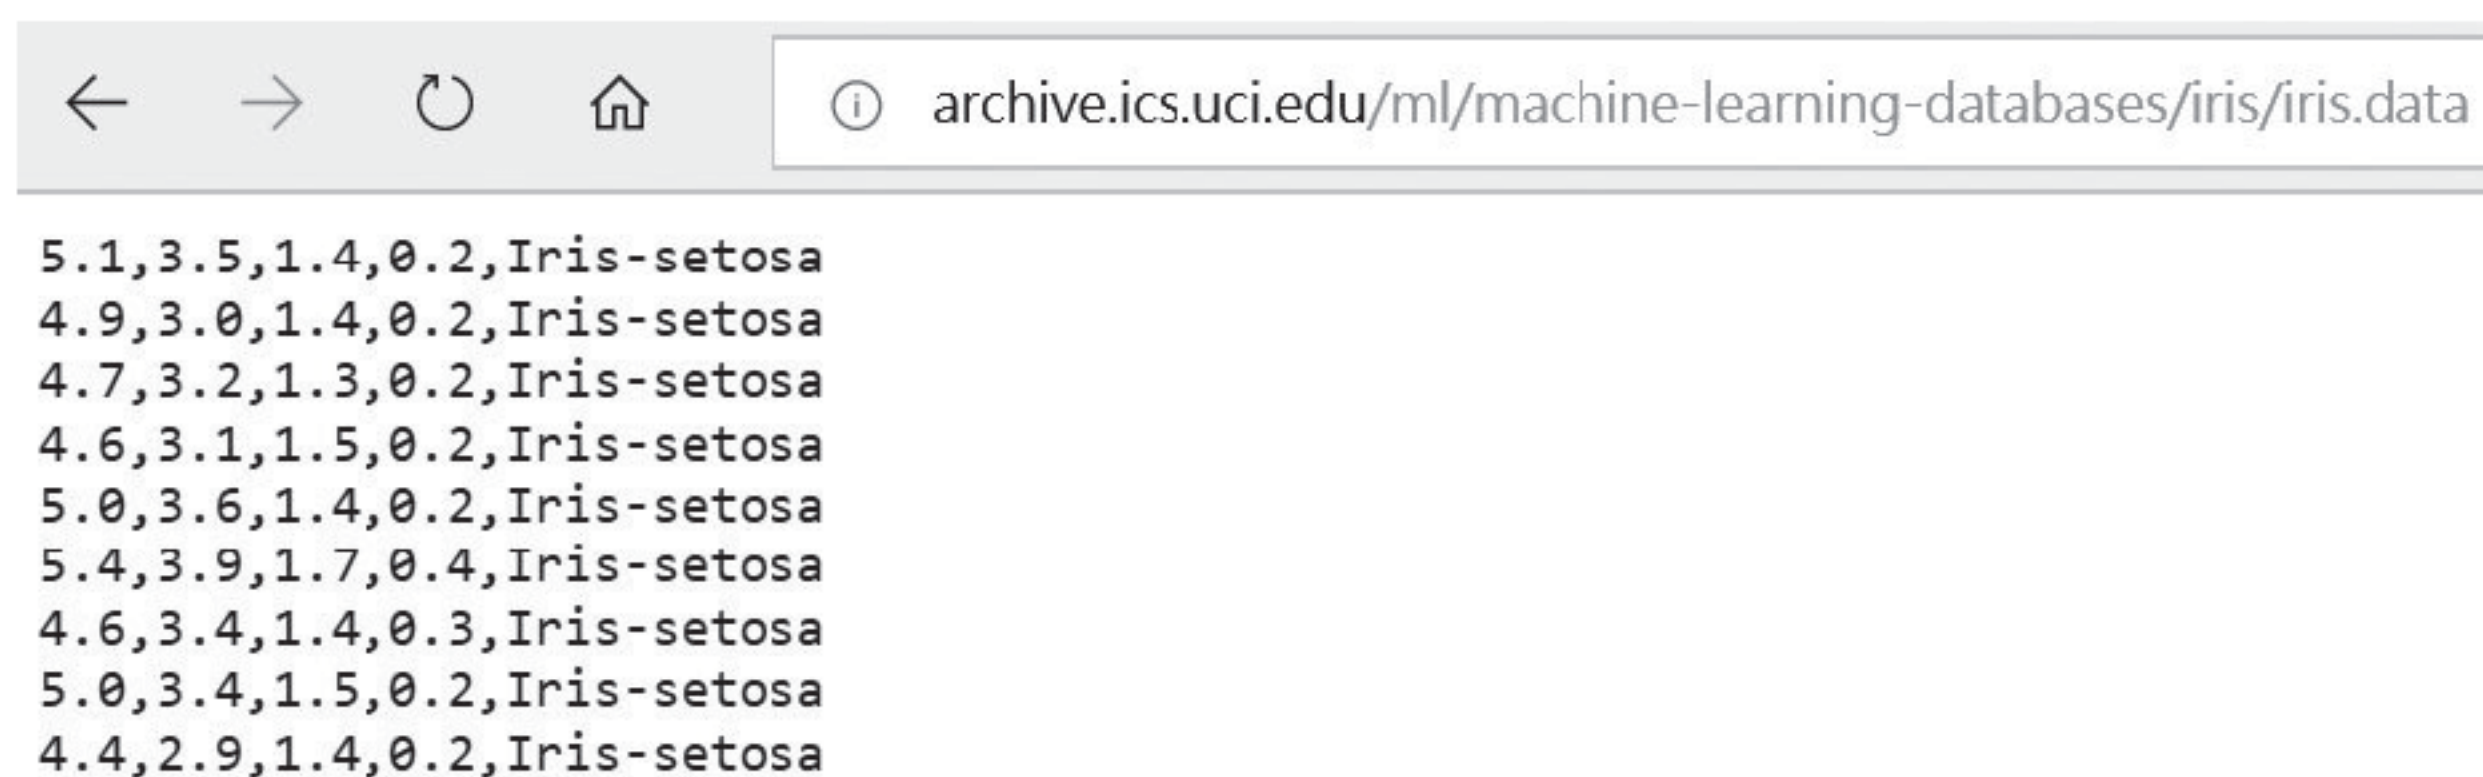 archive.ics.uci.edu/ml/machine-learning-databases/iris/iris.data
5.1,3.5,1.4,0.2,Iris-setosa
4.9,3.0,1.4,0.2,Iris-setosa
4.7,3.2,1.3,0.2,Iris-setosa
4.6,3.1,1.5,0.2,Iris-setosa
5.0,3.6,1.4,0.2,Iris-setosa
5.4,3.9,1.7,0.4,Iris-setosa
4.6,3.4,1.4,0.3,Iris-setosa
5.0,3.4,1.5,0.2,Iris-setosa
4.4,2.9,1.4,0.2,Iris-setosa